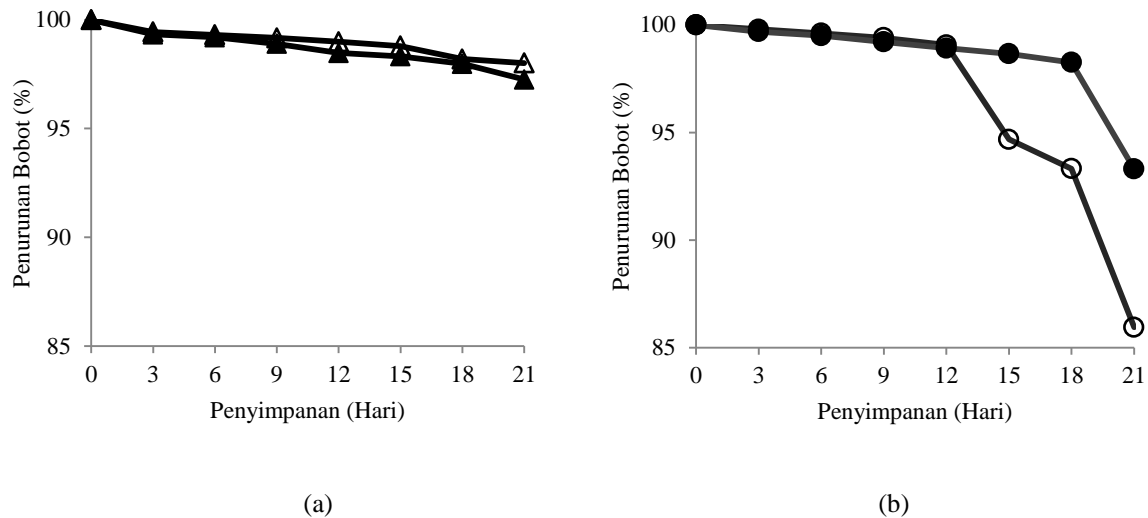 100
95
90
85
Penurunan Bobot (%)
0 3 6 9 12 15 18 21
Penyimpanan (Hari)
(a)
100
95
90
85
Penurunan Bobot (%)
0 3 6 9 12 15 18 21
Penyimpanan (Hari)
(b)